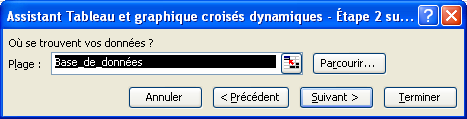 Assistant Tableau et graphique croisés dynamiques - Étape 2 su...
Où se trouvent vos données ?
Plage : Base_de_données Parcourir...
Annuler < Précédent Suivant > Terminer